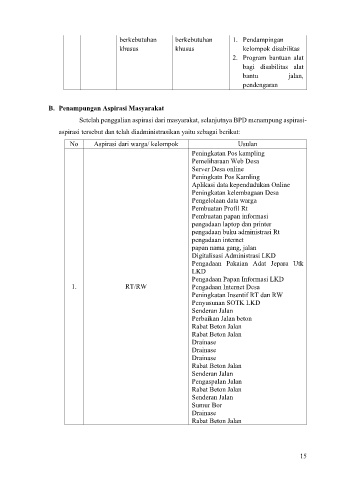 berkebutuhan berkebutuhan 1. Pendampingan
khusus khusus kelompok disabilitas
2. Program bantuan alat
bagi disabilitas alat
bantu jalan,
pendengaran
B. Penampungan Aspirasi Masyarakat
Setelah penggalian aspirasi dari masyarakat, selanjutnya BPD menampung aspirasi-
aspirasi tersebut dan telah diadministrasikan yaitu sebagai berikut:
No Aspirasi dari warga/ kelompok Usulan
Peningkatan Pos kampling
Pemeliharaan Web Desa
Server Desa online
Peningkatn Pos Kamling
Aplikasi data kependudukan Online
Peningkatan kelembagaan Desa
Pengelolaan data warga
Pembuatan Profil Rt
Pembuatan papan informasi
pangadaan laptop dan printer
pengadaan buku administrasi Rt
pengadaan internet
papan nama gang, jalan
Digitalisasi Administrasi LKD
Pengadaan Pakaian Adat Jepara Utk
LKD
Pengadaan Papan Informasi LKD
1. RT/RW Pengadaan Internet Desa
Peningkatan Insentif RT dan RW
Penyusunan SOTK LKD
Senderan Jalan
Perbaikan Jalan beton
Rabat Beton Jalan
Rabat Beton Jalan
Drainase
Drainase
Drainase
Rabat Beton Jalan
Senderan Jalan
Pengaspalan Jalan
Rabat Beton Jalan
Senderan Jalan
Sumur Bor
Drainase
Rabat Beton Jalan
15